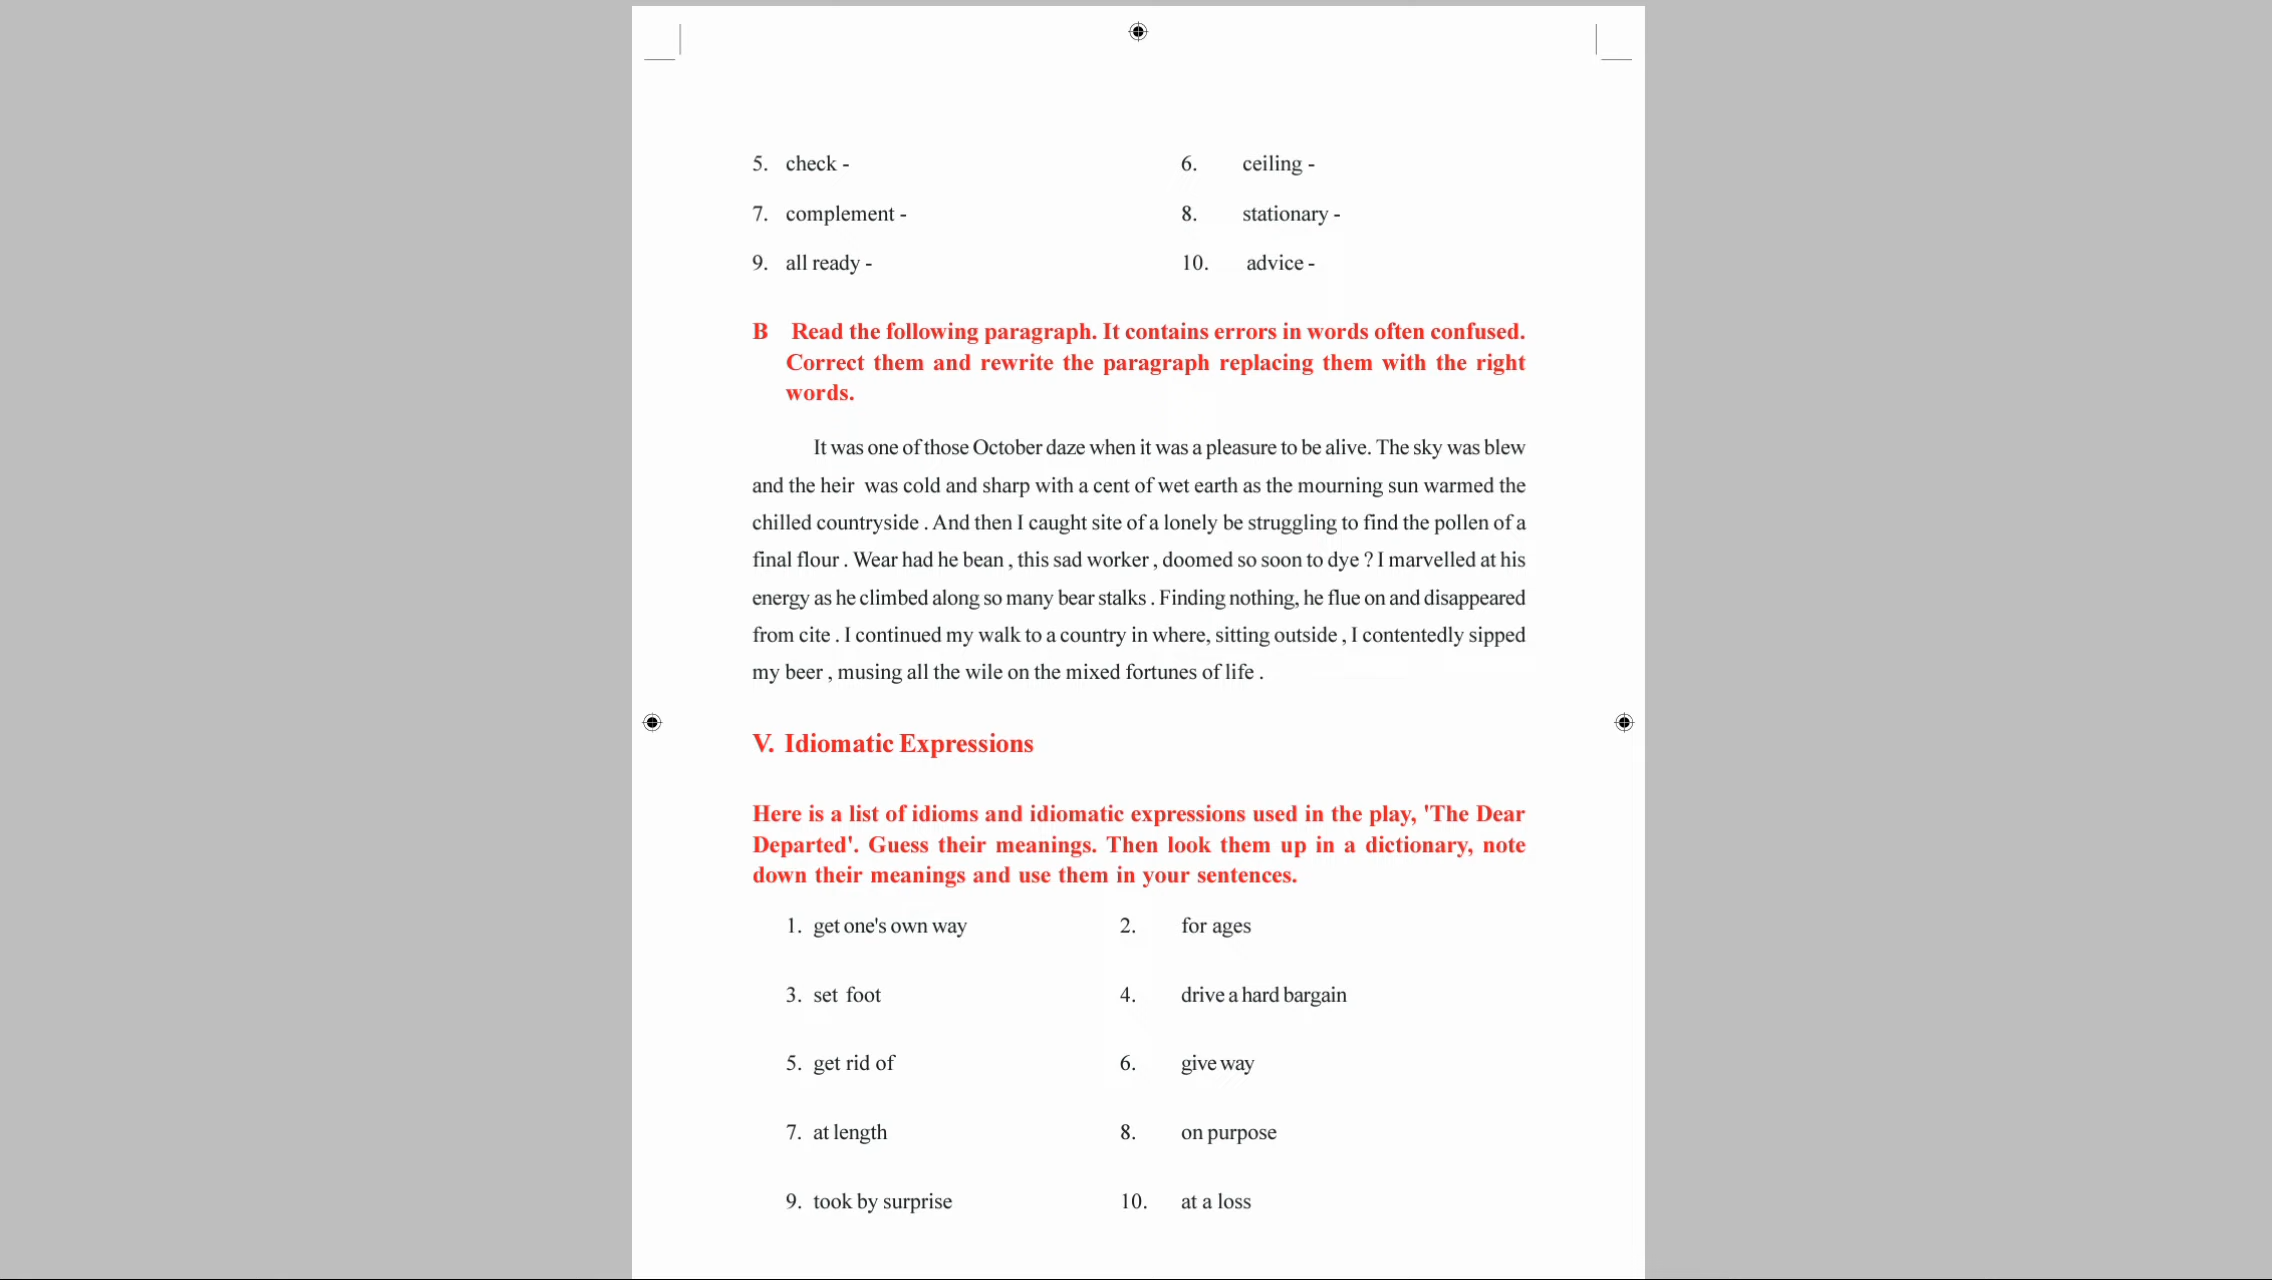 5. check - 6. ceiling -
7. complement - 8. stationary -
9. all ready - 10. advice -
B Read the following paragraph. It contains errors in words often confused.
Correct them and rewrite the paragraph replacing them with the right
words.
It was one of those October daze when it was a pleasure to be alive. The sky was blew
and the heir was cold and sharp with a cent of wet earth as the mourning sun warmed the
chilled countryside . And then I caught site of a lonely be struggling to find the pollen of a
final flour . Wear had he bean , this sad worker , doomed so soon to dye ? I marvelled at his
energy as he climbed along so many bear stalks . Finding nothing, he flue on and disappeared
from cite . I continued my walk to a country in where, sitting outside , I contentedly sipped
my beer , musing all the wile on the mixed fortunes of life .
V. Idiomatic Expressions
Here is a list of idioms and idiomatic expressions used in the play, 'The Dear
Departed'. Guess their meanings. Then look them up in a dictionary, note
down their meanings and use them in your sentences.
1. get one's own way 2. for ages
3. set foot 4. drive a hard bargain
5. get rid of 6. give way
7. at length 8. on purpose
9. took by surprise 10. at a loss